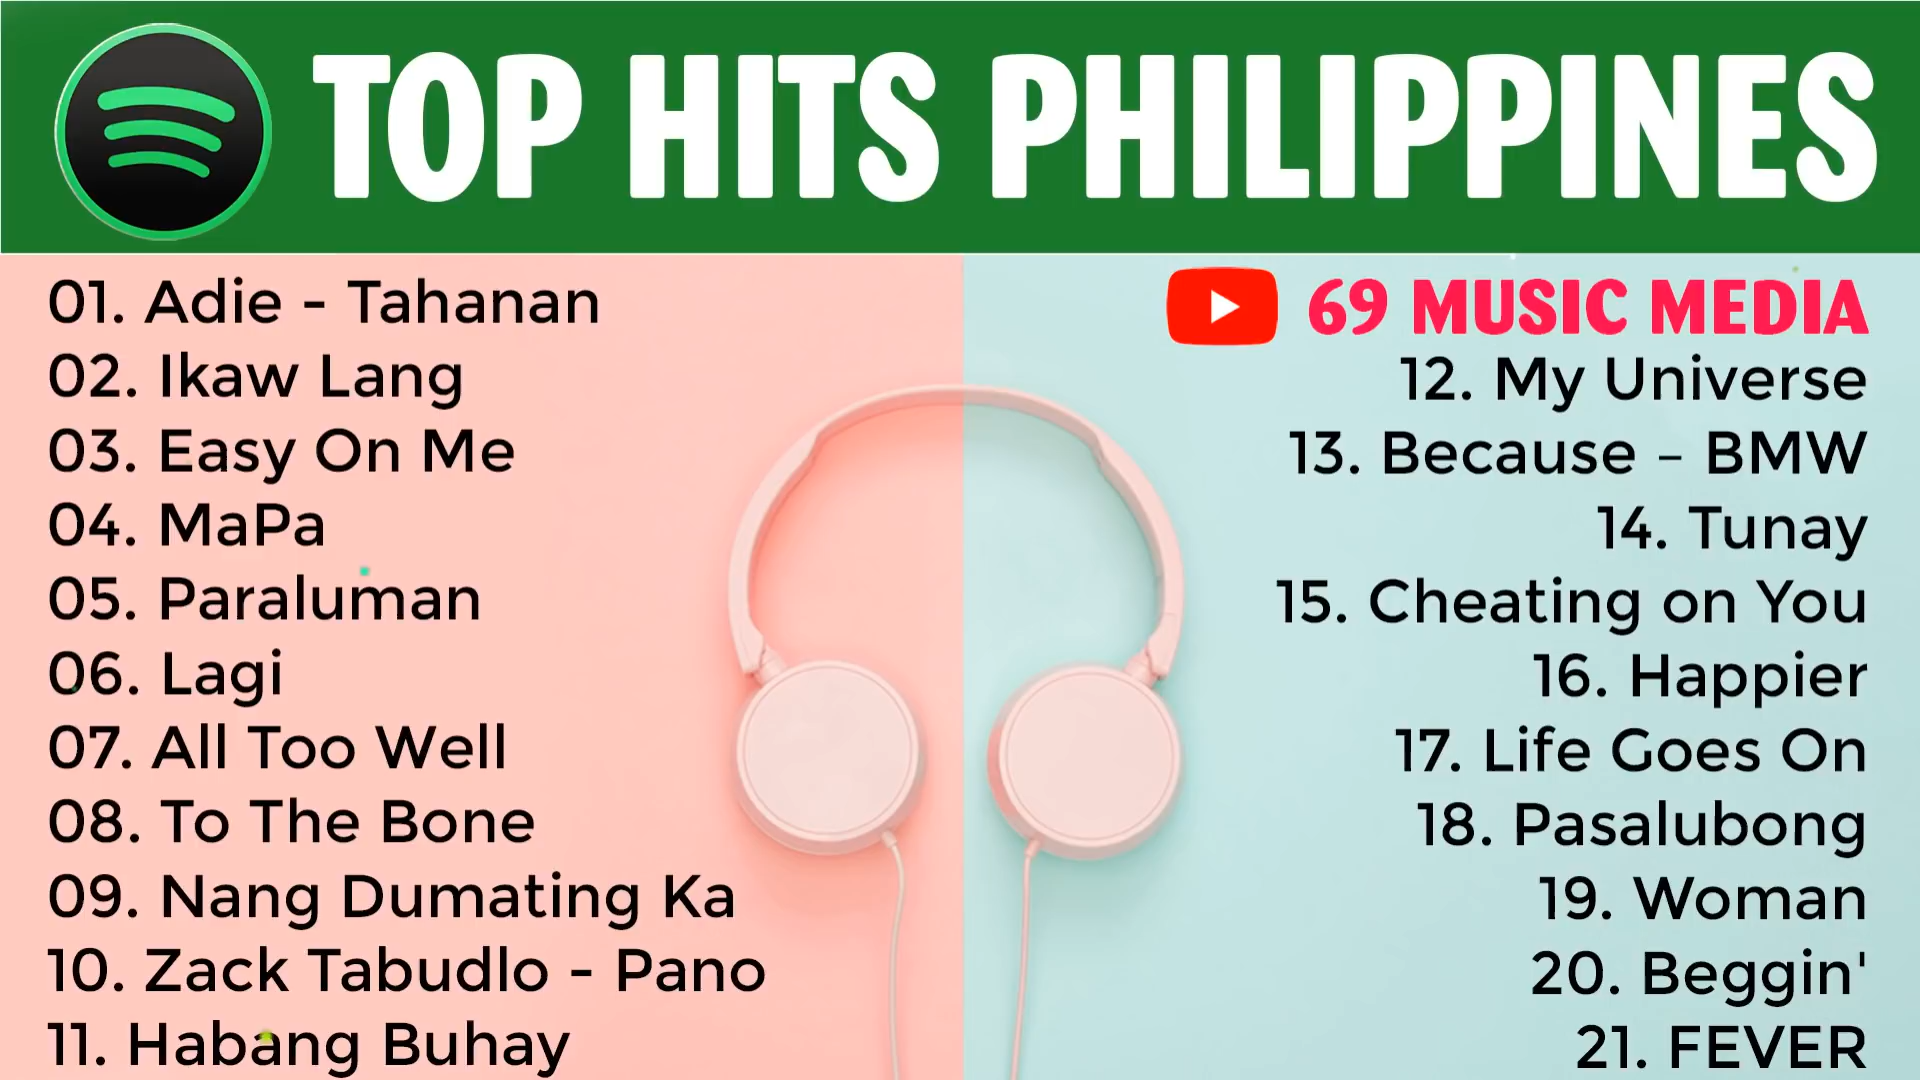 TOP HITS PHILIPPINES
01. Adie - Tahanan
02. Ikaw Lang
03. Easy On Me
04. MaPa
05. Paraluman
06. Lagi
07. All Too Well
08. To The Bone
09. Nang Dumating Ka
10. Zack Tabudlo - Pano
11. Habang Buhay
69 MUSIC MEDIA
12. My Universe
13. Because – BMW
14. Tunay
15. Cheating on You
16. Happier
17. Life Goes On
18. Pasalubong
19. Woman
20. Beggin'
21. FEVER